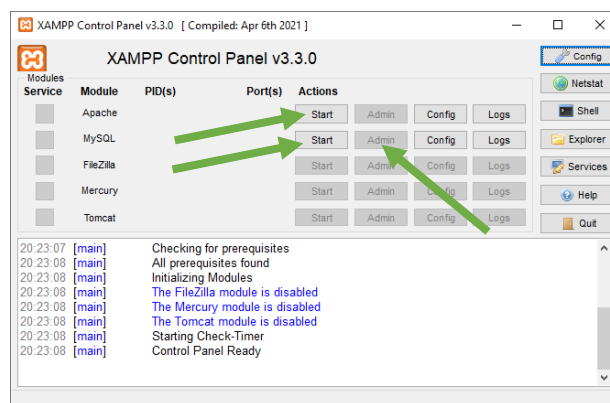 XAMPP Control Panel v3.3.0 [ Compiled: Apr 6th 2021 ]
XAMPP Control Panel v3.3.0
Config
Modules
Service Module PID(s) Port(s) Actions
Netstat
Apache Start Admin Config Logs
Shell
MySQL Start Admin Config Logs
Explorer
FileZilla Start Admin Config Logs
Services
Mercury Start Admin Config Logs
Help
Tomcat Start Admin Config Logs
Quit
20:23:07 [main] Checking for prerequisites
20:23:08 [main] All prerequisites found
20:23:08 [main] Initializing Modules
20:23:08 [main] The FileZilla module is disabled
20:23:08 [main] The Mercury module is disabled
20:23:08 [main] The Tomcat module is disabled
20:23:08 [main] Starting Check-Timer
20:23:08 [main] Control Panel Ready